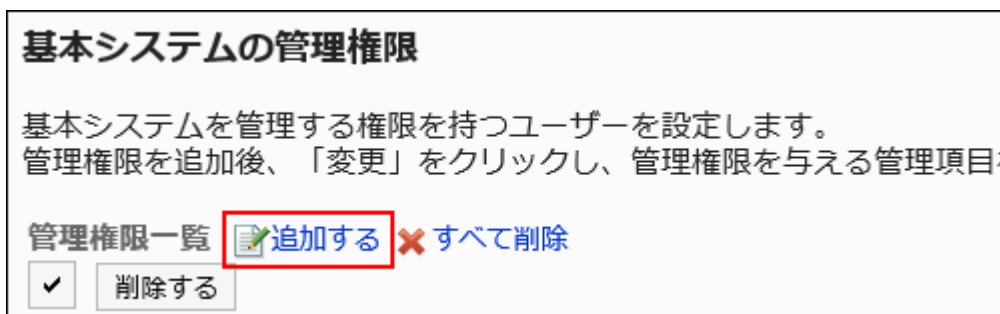 基本システムの管理権限
基本システムを管理する権限を持つユーザーを設定します。
管理権限を追加後、「変更」をクリックし、管理権限を与える管理項目
管理権限一覧 追加する すべて削除
削除する